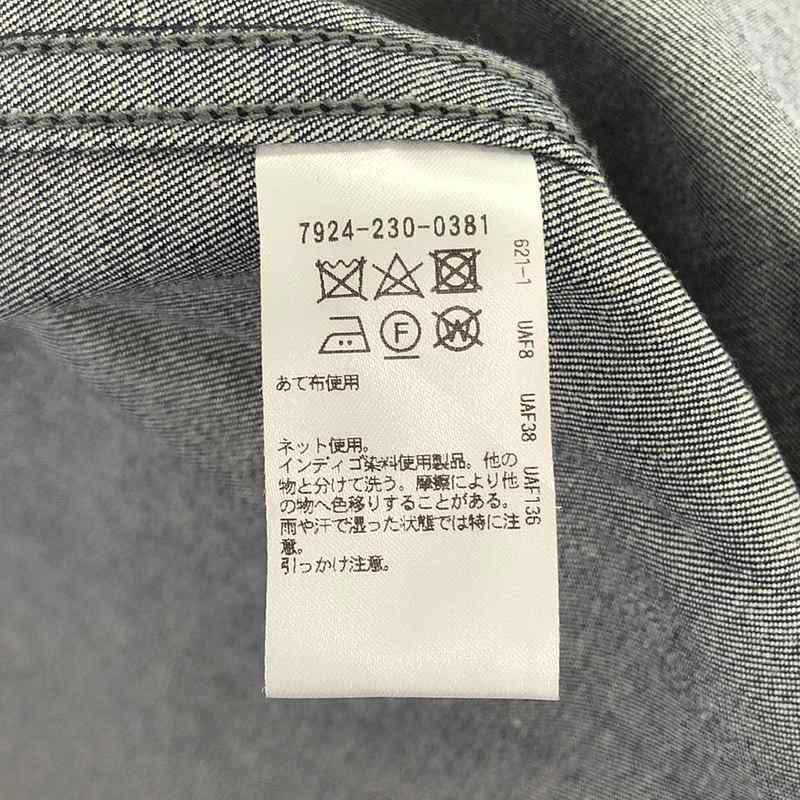 7924-230-0381
F
W
あて布使用
ネット使用。
インディゴ染料使用製品。他の
物と分けて洗う。摩擦により他
の物へ色移りすることがある。
雨や汗で湿った状態では特に注
意。
引っかけ注意。
621-1 UAF8 UAF38 UAF136